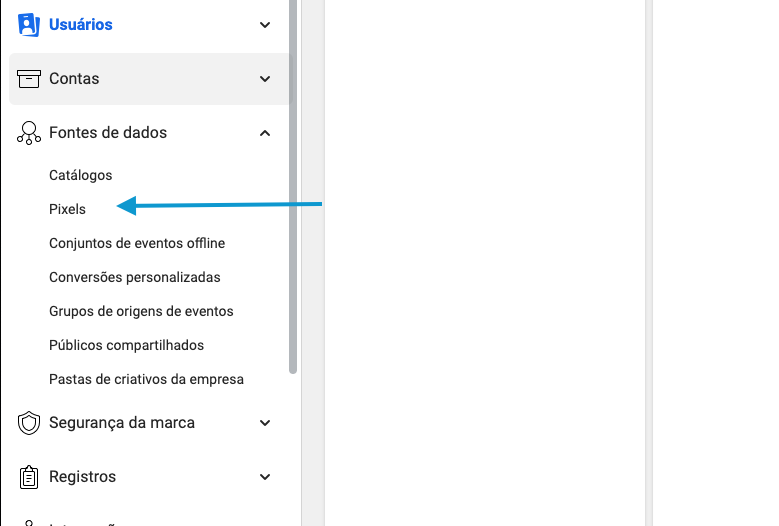 Usuários
Contas
Fontes de dados
Catálogos
Pixels
Conjuntos de eventos offline
Conversões personalizadas
Grupos de origens de eventos
Públicos compartilhados
Pastas de criativos da empresa
Segurança da marca
Registros